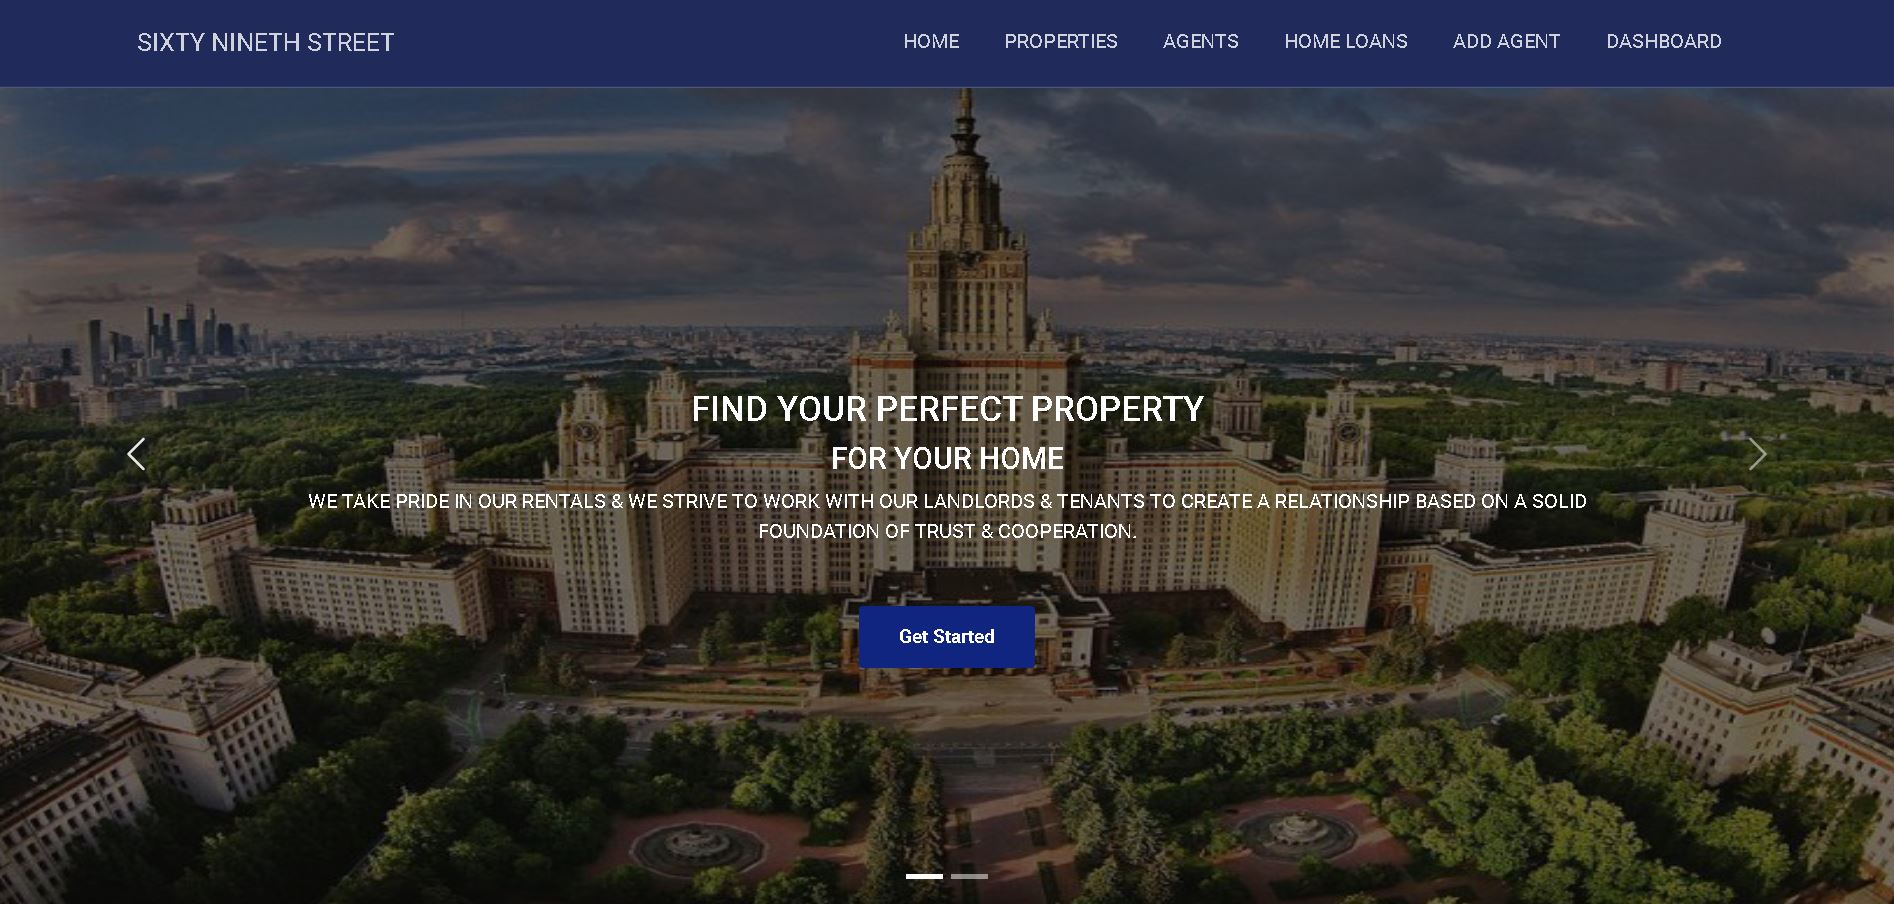 SIXTY NINETH STREET
HOME PROPERTIES AGENTS HOME LOANS ADD AGENT DASHBOARD
FIND YOUR PERFECT PROPERTY
FOR YOUR HOME
WE TAKE PRIDE IN OUR RENTALS & WE STRIVE TO WORK WITH OUR LANDLORDS & TENANTS TO CREATE A RELATIONSHIP BASED ON A SOLID
FOUNDATION OF TRUST & COOPERATION.
Get Started